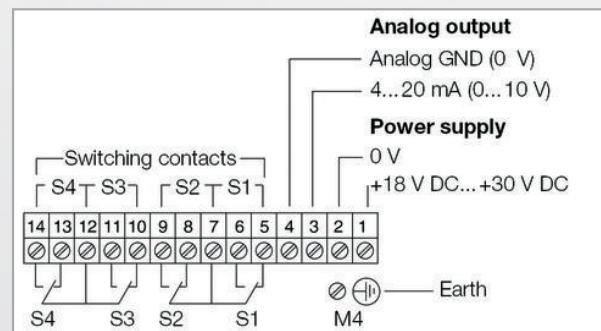 Analog output
Analog GND (0 V)
4...20 mA (0...10 V)
Power supply
0 V
+18 V DC...+30 V DC
Switching contacts
S4 S3 S2 S1
14 13 12 11 10 9 8 7 6 5 4 3 2 1
Earth
S4 S3 S2 S1 M4